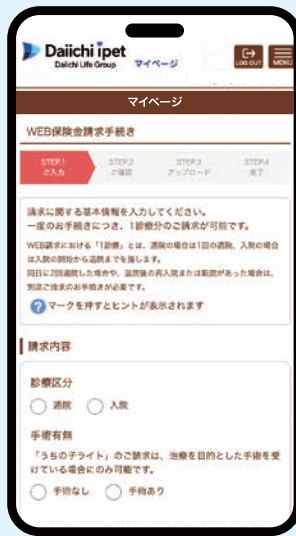 Daiichi ipet
Daiichi Life Group
マイページ
LOG OUT
MENU
マイページ
WEB保険金請求手続き
STEP.1
ご入力
STEP.2
ご確認
STEP.3
アップロード
STEP.4
完了
請求に関する基本情報を入力してください。
一度のお手続きにつき、1診療分のご請求が可能です。
WEB請求における「1診療」とは、通院の場合は1回の通院、入院の場合
は入院の開始から退院までを指します。
同日に2回通院した場合や、退院後の再入院または転院があった場合は、
別途ご請求のお手続きが必要です。
?マークを押すとヒントが表示されます
請求内容
診療区分
通院
入院
手術有無
「うちの子ライト」のご請求は、治療を目的とした手術を受
けている場合にのみ可能です。
手術なし
手術あり